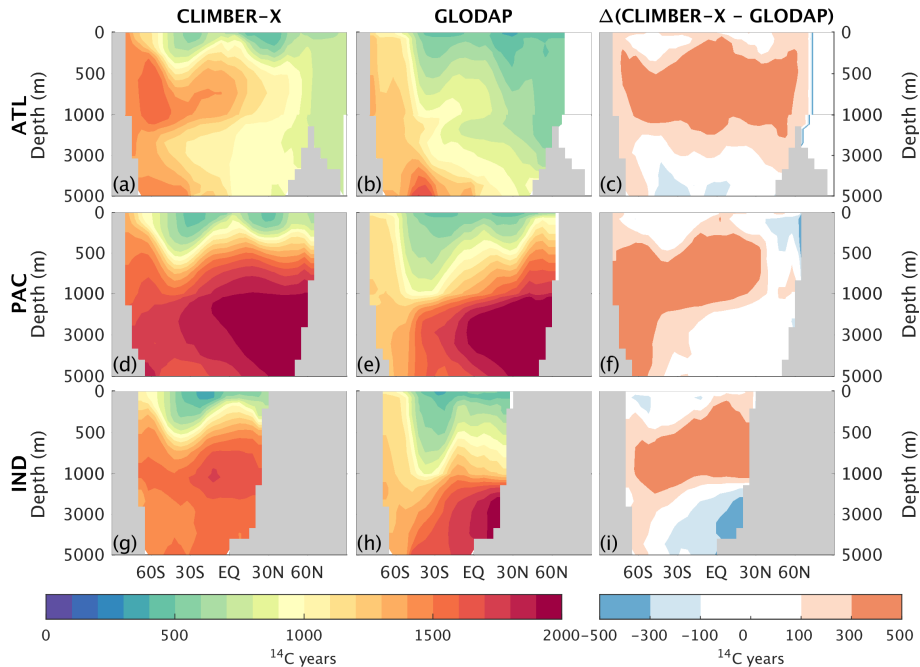 CLIMBER-X GLODAP Δ(CLIMBER-X - GLODAP)
ATL
Depth (m)
0
500
1000
3000
5000
(a) (b) (c)
0
500
1000
3000
5000
Depth (m)
PAC
Depth (m)
0
500
1000
3000
5000
(d) (e) (f)
0
500
1000
3000
5000
Depth (m)
IND
Depth (m)
0
500
1000
3000
5000
(g) (h) (i)
0
500
1000
3000
5000
Depth (m)
60S 30S EQ 30N 60N 60S 30S EQ 30N 60N 60S 30S EQ 30N 60N
0 500 1000 1500 2000
¹⁴C years
-500 -300 -100 0 100 300 500
¹⁴C years